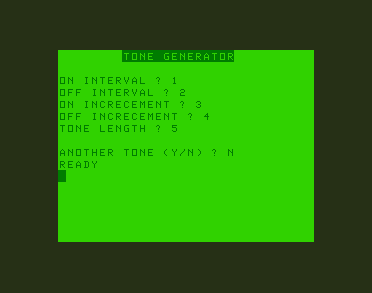 TONE GENERATOR
ON INTERVAL ? 1
OFF INTERVAL ? 2
ON INCRECEMENT ? 3
OFF INCRECEMENT ? 4
TONE LENGTH ? 5
ANOTHER TONE (Y/N) ? N
READY